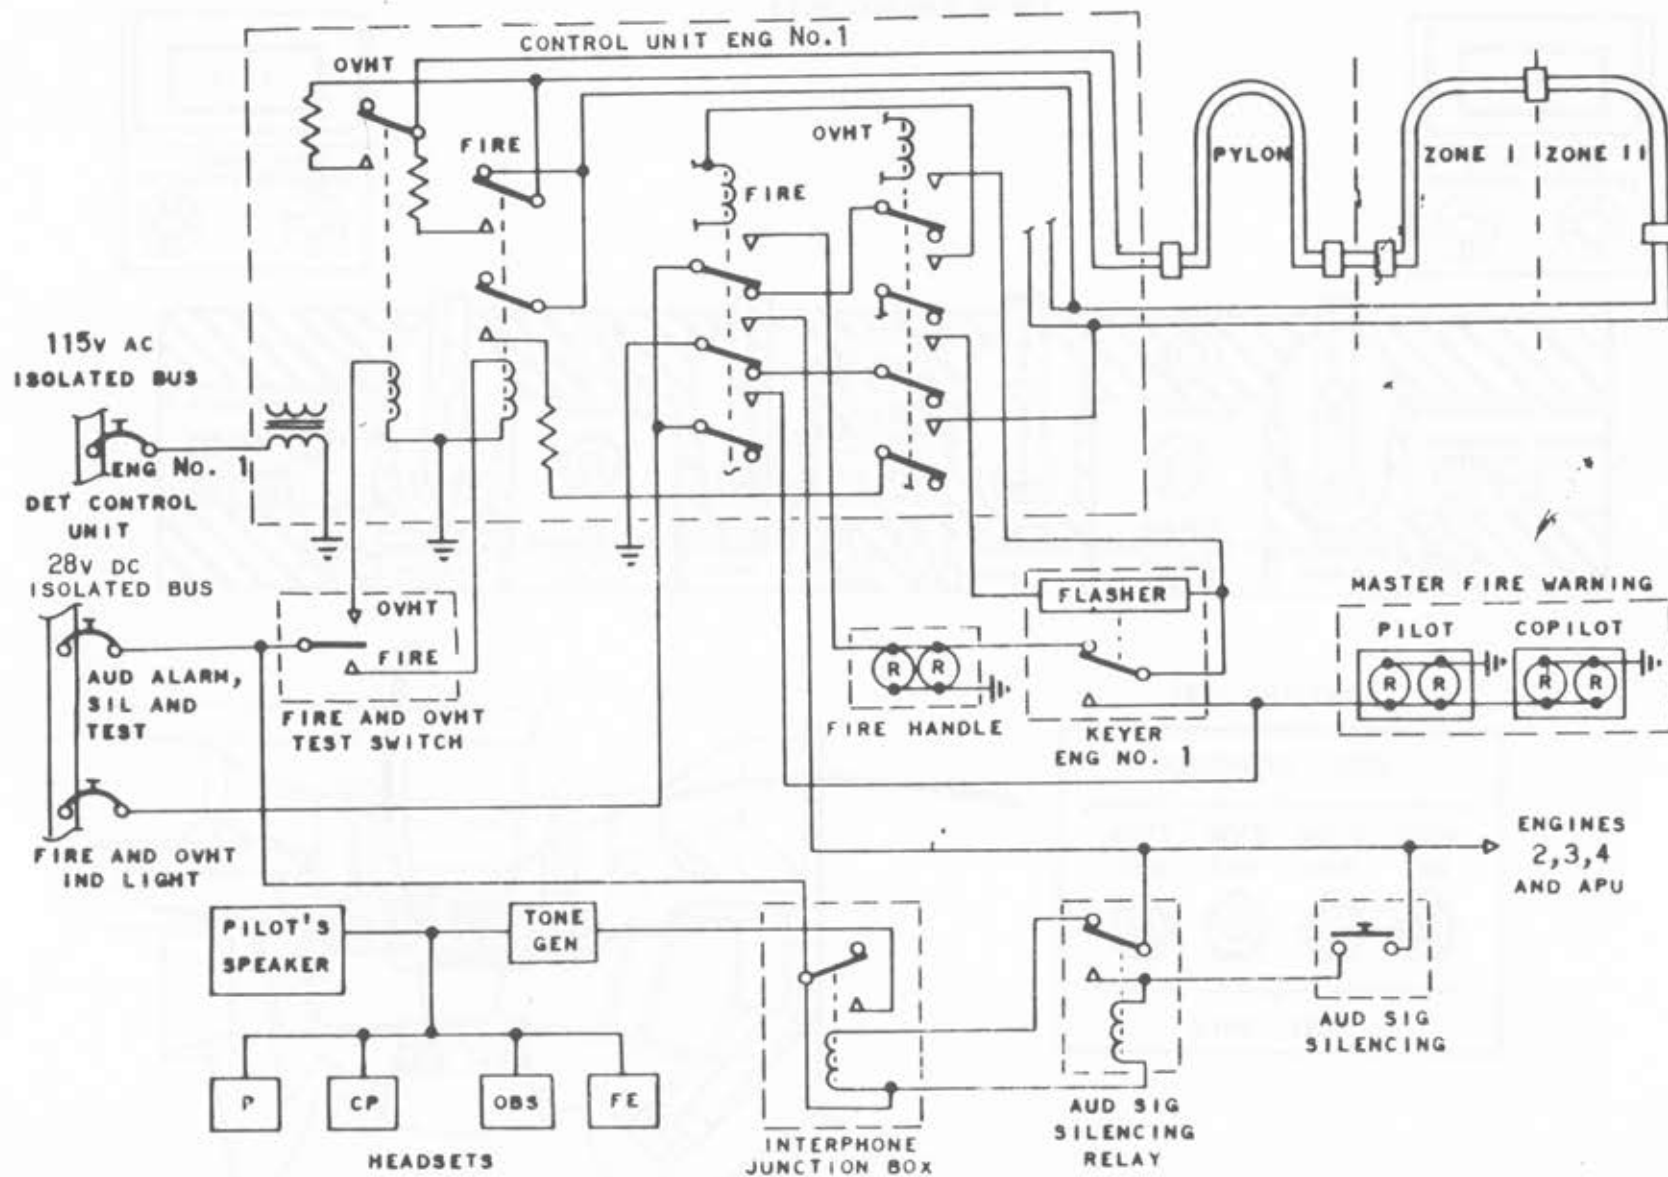 CONTROL UNIT ENG No.1
OVHT
FIRE
OVHT
FIRE
PYLON
ZONE I
ZONE II
115V AC
ISOLATED BUS
ENG No. 1
DET CONTROL
UNIT
28V DC
ISOLATED BUS
OVHT
FIRE
AUD ALARM,
SIL AND
TEST
FIRE AND OVHT
TEST SWITCH
FIRE AND OVHT
IND LIGHT
FLASHER
R R
FIRE HANDLE
KEYER
ENG NO. 1
MASTER FIRE WARNING
PILOT
COPILOT
R R
R R
ENGINES
2,3,4
AND APU
PILOT'S
SPEAKER
TONE
GEN
P
CP
OBS
FE
HEADSETS
INTERPHONE
JUNCTION BOX
AUD SIG
SILENCING
RELAY
AUD SIG
SILENCING